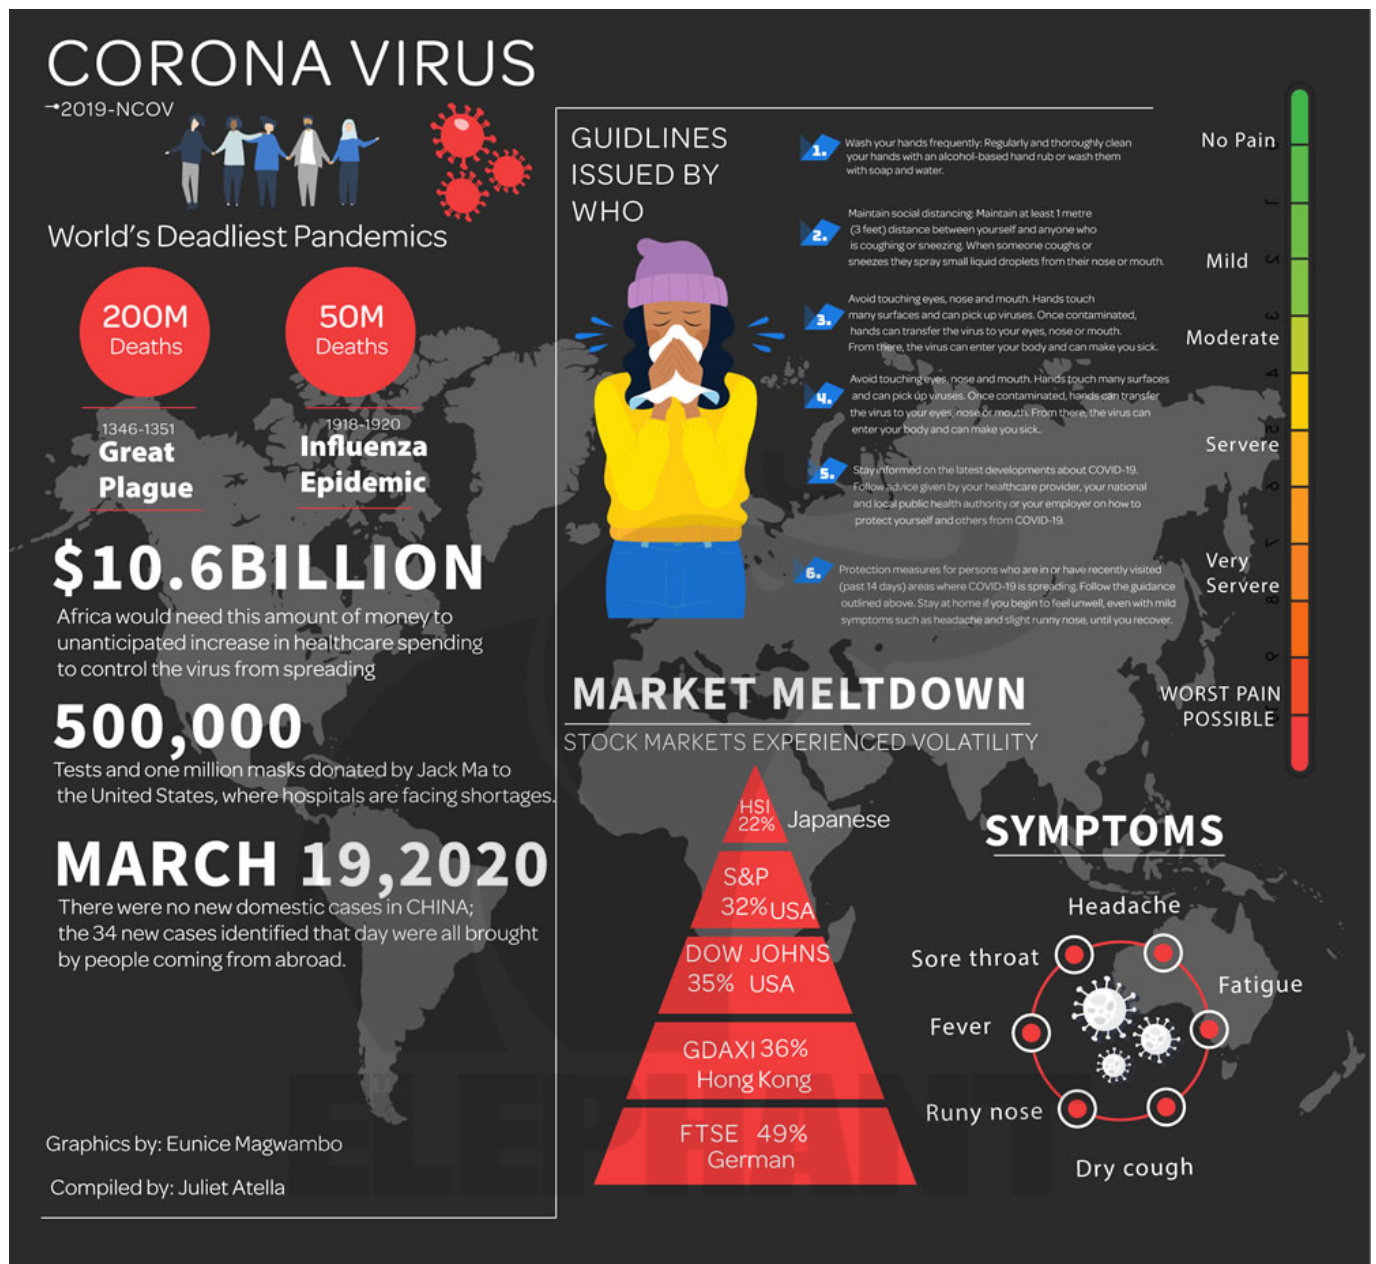 CORONA VIRUS
2019-NCOV
World's Deadliest Pandemics
200M
Deaths
50M
Deaths
1346-1351
Great
Plague
1918-1920
Influenza
Epidemic
$10.6BILLION
Africa would need this amount of money to
unanticipated increase in healthcare spending
to control the virus from spreading
500,000
Tests and one million masks donated by Jack Ma to
the United States, where hospitals are facing shortages.
MARCH 19,2020
There were no new domestic cases in CHINA;
the 34 new cases identified that day were all brought
by people coming from abroad.
Graphics by: Eunice Magwambo
Compiled by: Juliet Atella
GUIDLINES
ISSUED BY
WHO
1.
Wash your hands frequently: Regularly and thoroughly clean
your hands with an alcohol-based hand rub or wash them
with soap and water.
2.
Maintain social distancing: Maintain at least 1 metre
(3 feet) distance between yourself and anyone who
is coughing or sneezing. When someone coughs or
sneezes they spray small liquid droplets from their nose or mouth.
3.
Avoid touching eyes, nose and mouth. Hands touch
many surfaces and can pick up viruses. Once contaminated,
hands can transfer the virus to your eyes, nose or mouth.
From there, the virus can enter your body and can make you sick.
4.
Avoid touching eyes, nose and mouth. Hands touch many surfaces
and can pick up viruses. Once contaminated, hands can transfer
the virus to your eyes, nose or mouth. From there, the virus can
enter your body and can make you sick..
5.
Stay informed on the latest developments about COVID-19.
Follow advice given by your healthcare provider, your national
and local public health authority or your employer on how to
protect yourself and others from COVID-19.
6.
Protection measures for persons who are in or have recently visited
(past 14 days) areas where COVID-19 is spreading. Follow the guidance
outlined above. Stay at home if you begin to feel unwell, even with mild
symptoms such as headache and slight runny nose, until you recover.
MARKET MELTDOWN
STOCK MARKETS EXPERIENCED VOLATILITY
HSI
22%
Japanese
S&P
32% USA
DOW JOHNS
35% USA
GDAXI 36%
Hong Kong
FTSE 49%
German
THE
ELEPHANT
No Pain
0
1
Mild
2
3
Moderate
4
Servere
5
6
7
Very
Servere
8
9
WORST PAIN
POSSIBLE
10
SYMPTOMS
Headache
Sore throat
Fatigue
Fever
Runy nose
Dry cough